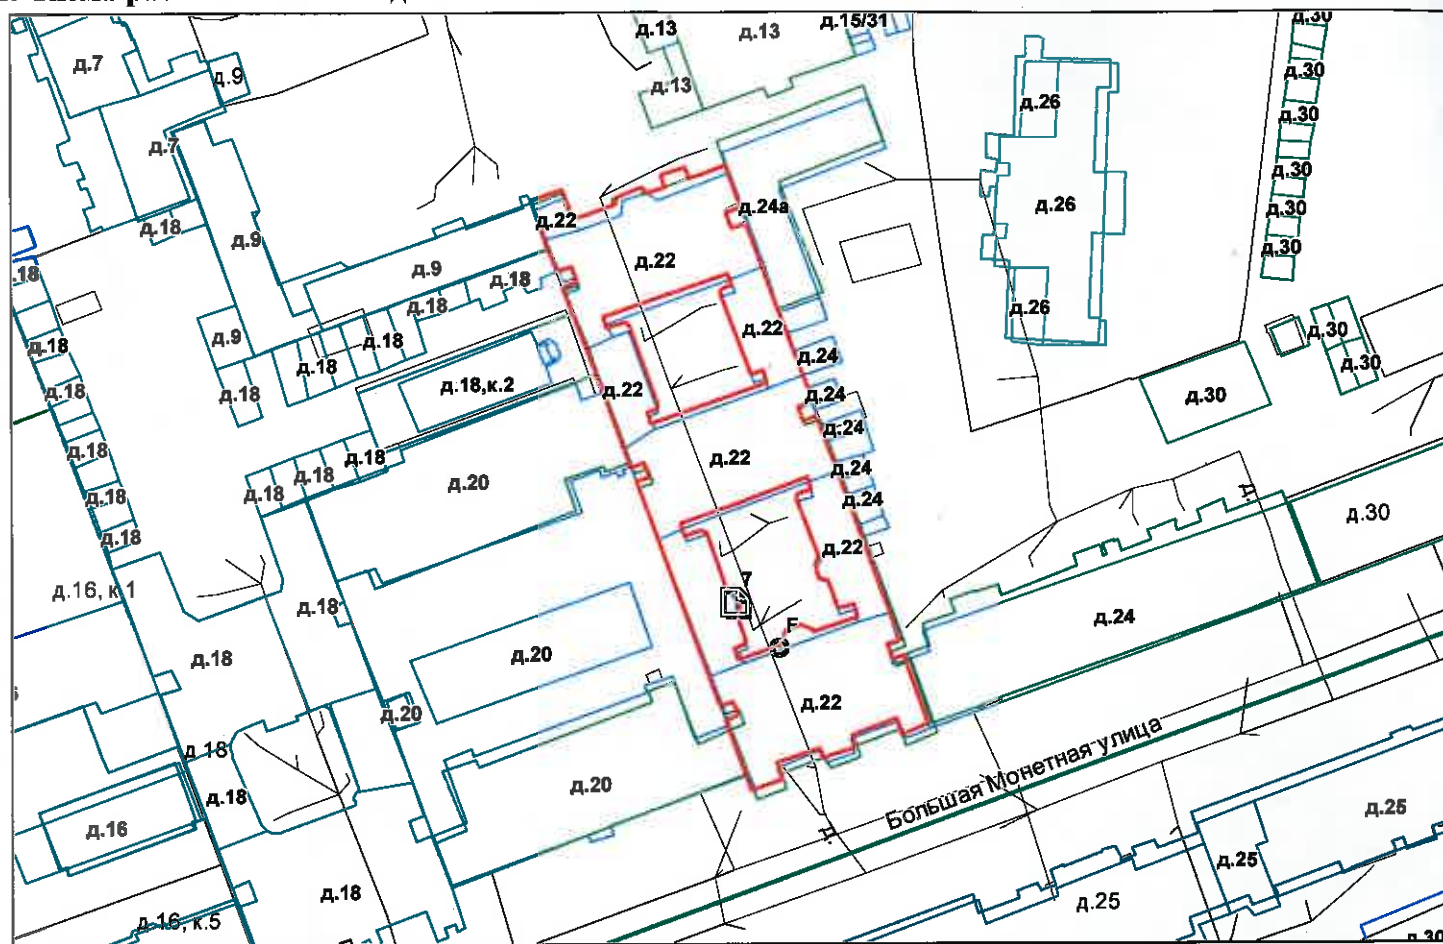 д.13
д.13
д.15/31
д.30
д.7
д.9
д.13
д.30
д.26
д.30
д.7
д.30
д.18
д.22
д.24а
д.26
д.30
д.9
д.30
д.18
д.9
д.18
д.22
д.18
д.26
д.9
д.18
д.18
д.22
д.24
д.30
д.30
д.18
д.18
д.18,к.2
д.22
д.24
д.30
д.18
д.24
д.18
д.18
д.18
д.18
д.20
д.22
д.24
д.24
д.18
д.
д.30
д.18
д.22
д.16, к.1
д.18
7
F
д.24
д.18
д.20
д.22
д.20
д.18
д.18
Большая Монетная улица
д.20
д.16
д.
д.25
д.25
д.18
д.25
д.16, к.5
д.30